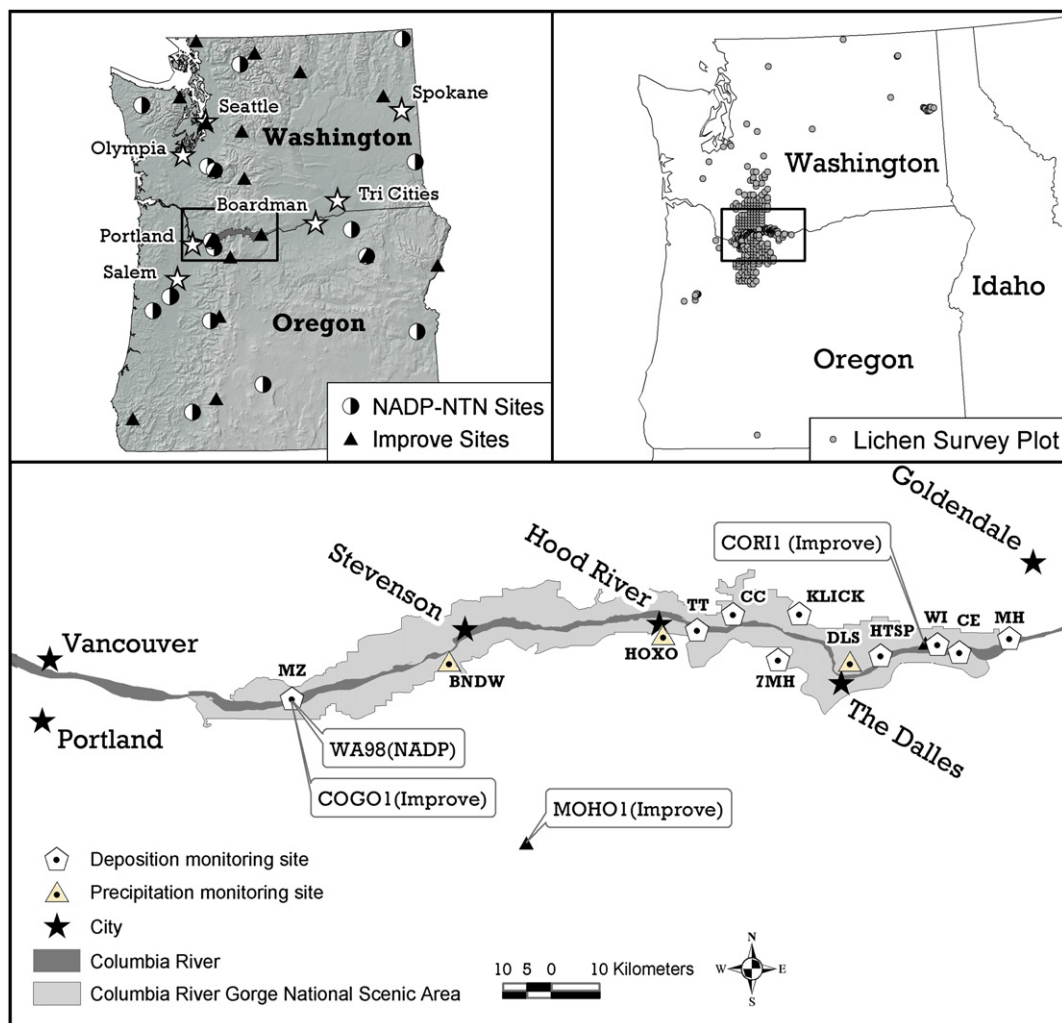 Spokane
Seattle
Washington
Olympia
Tri Cities
Boardman
Portland
Salem
Oregon
NADP-NTN Sites
Improve Sites
Washington
Idaho
Oregon
Lichen Survey Plot
Goldendale
CORI1 (Improve)
Hood River
Stevenson
TT
CC
KLICK
WI
CE
MH
DLS
HTSP
Vancouver
HOXO
MZ
BNDW
7MH
The Dalles
Portland
WA98(NADP)
COGO1(Improve)
MOHO1(Improve)
Deposition monitoring site
Precipitation monitoring site
City
Columbia River
Columbia River Gorge National Scenic Area
10 5 0 10 Kilometers
N
W E
S